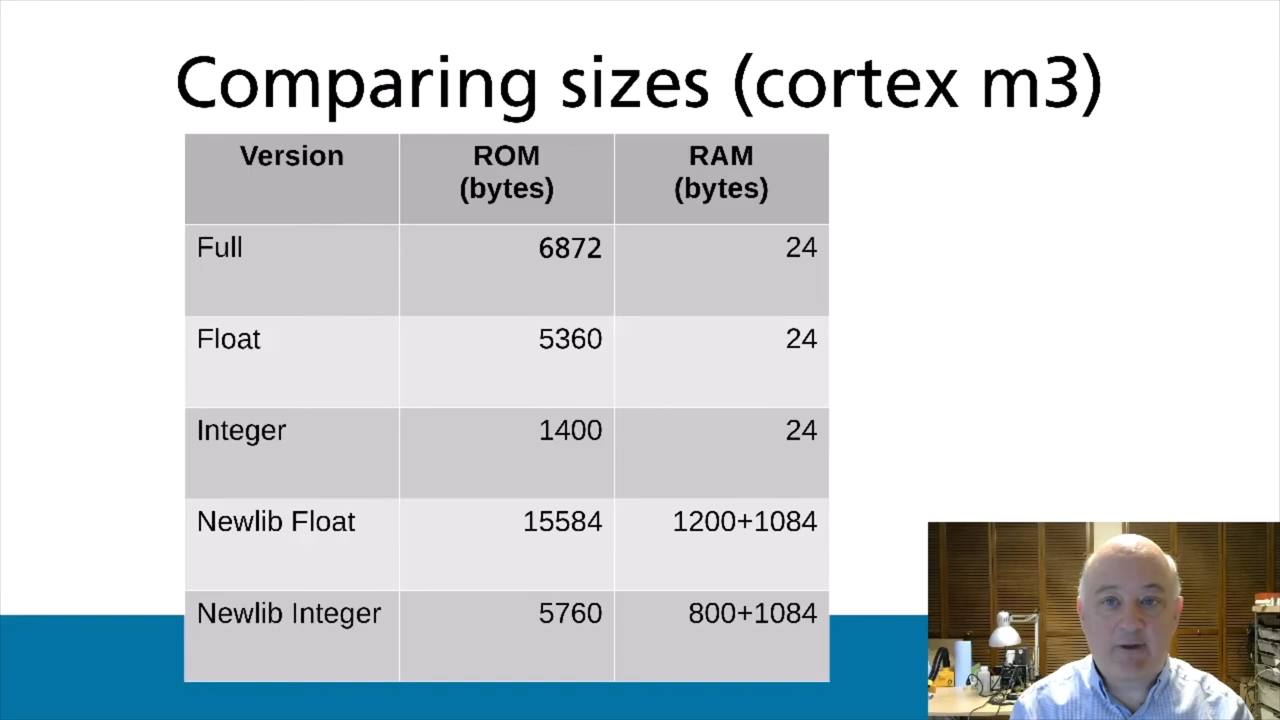 Comparing sizes (cortex m3)
Version ROM (bytes) RAM (bytes)
Full 6872 24
Float 5360 24
Integer 1400 24
Newlib Float 15584 1200+1084
Newlib Integer 5760 800+1084